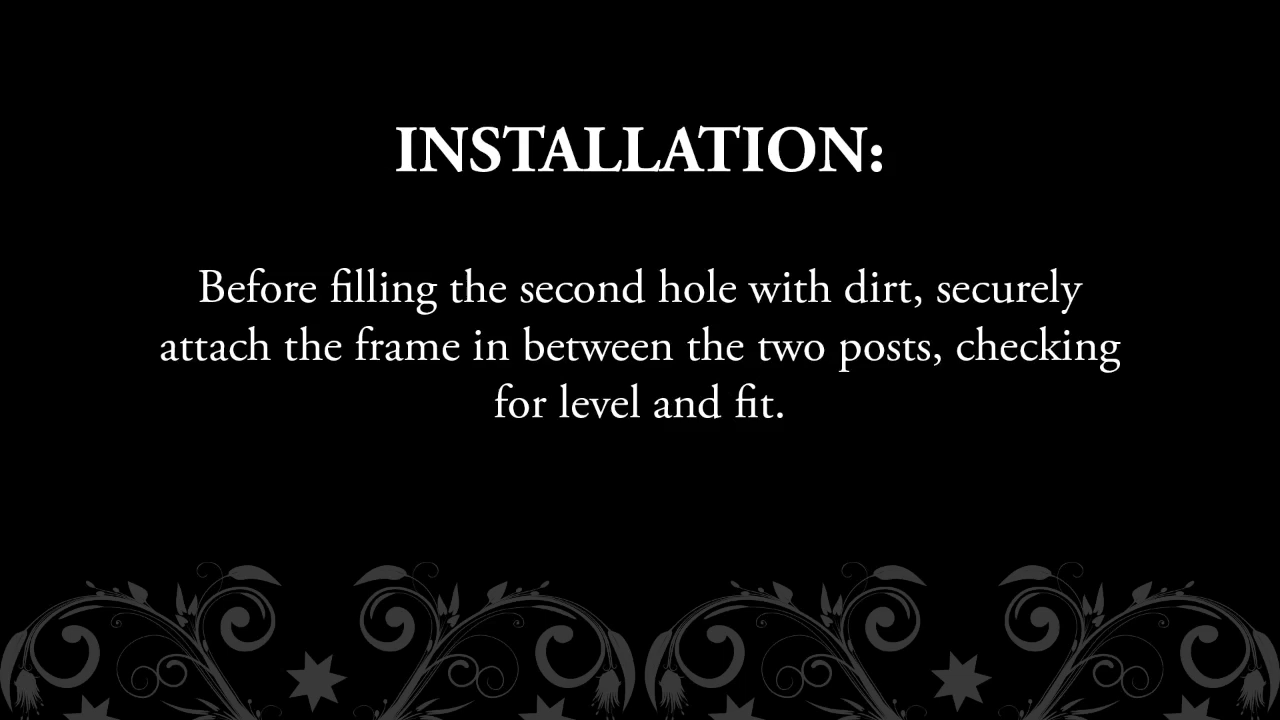 INSTALLATION:
Before filling the second hole with dirt, securely
attach the frame in between the two posts, checking
for level and fit.